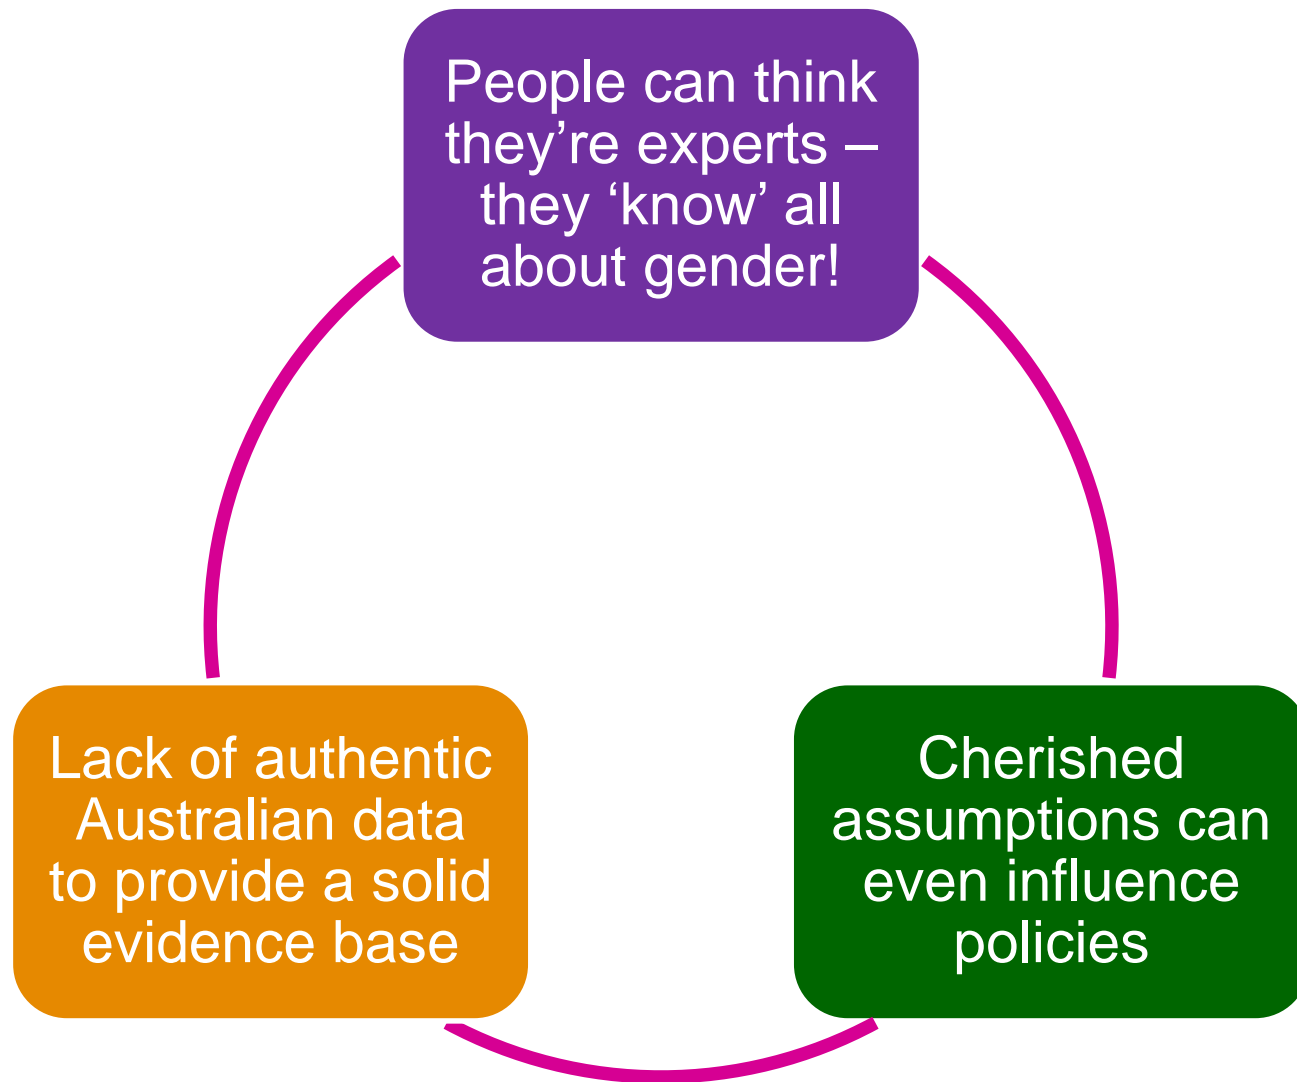 People can think
they’re experts –
they ‘know’ all
about gender!
Lack of authentic
Australian data
to provide a solid
evidence base
Cherished
assumptions can
even influence
policies